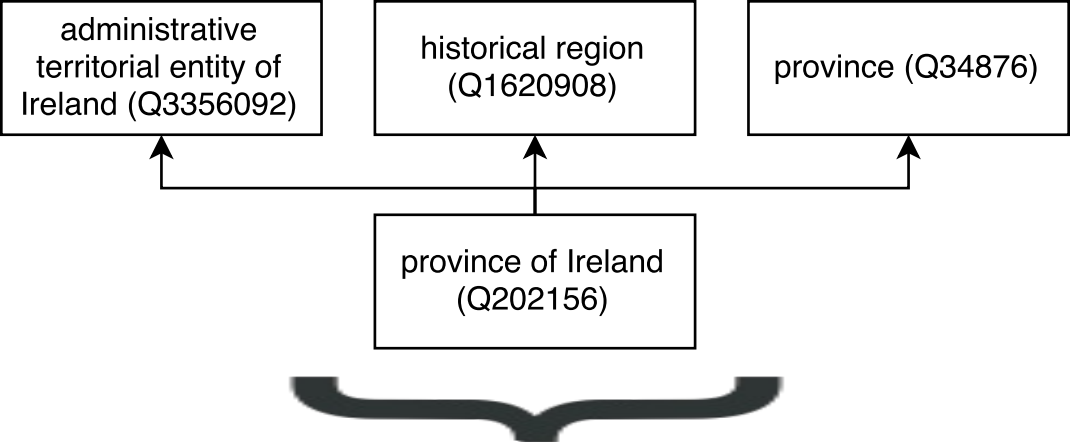 administrative
territorial entity of
Ireland (Q3356092)
historical region
(Q1620908)
province (Q34876)
province of Ireland
(Q202156)